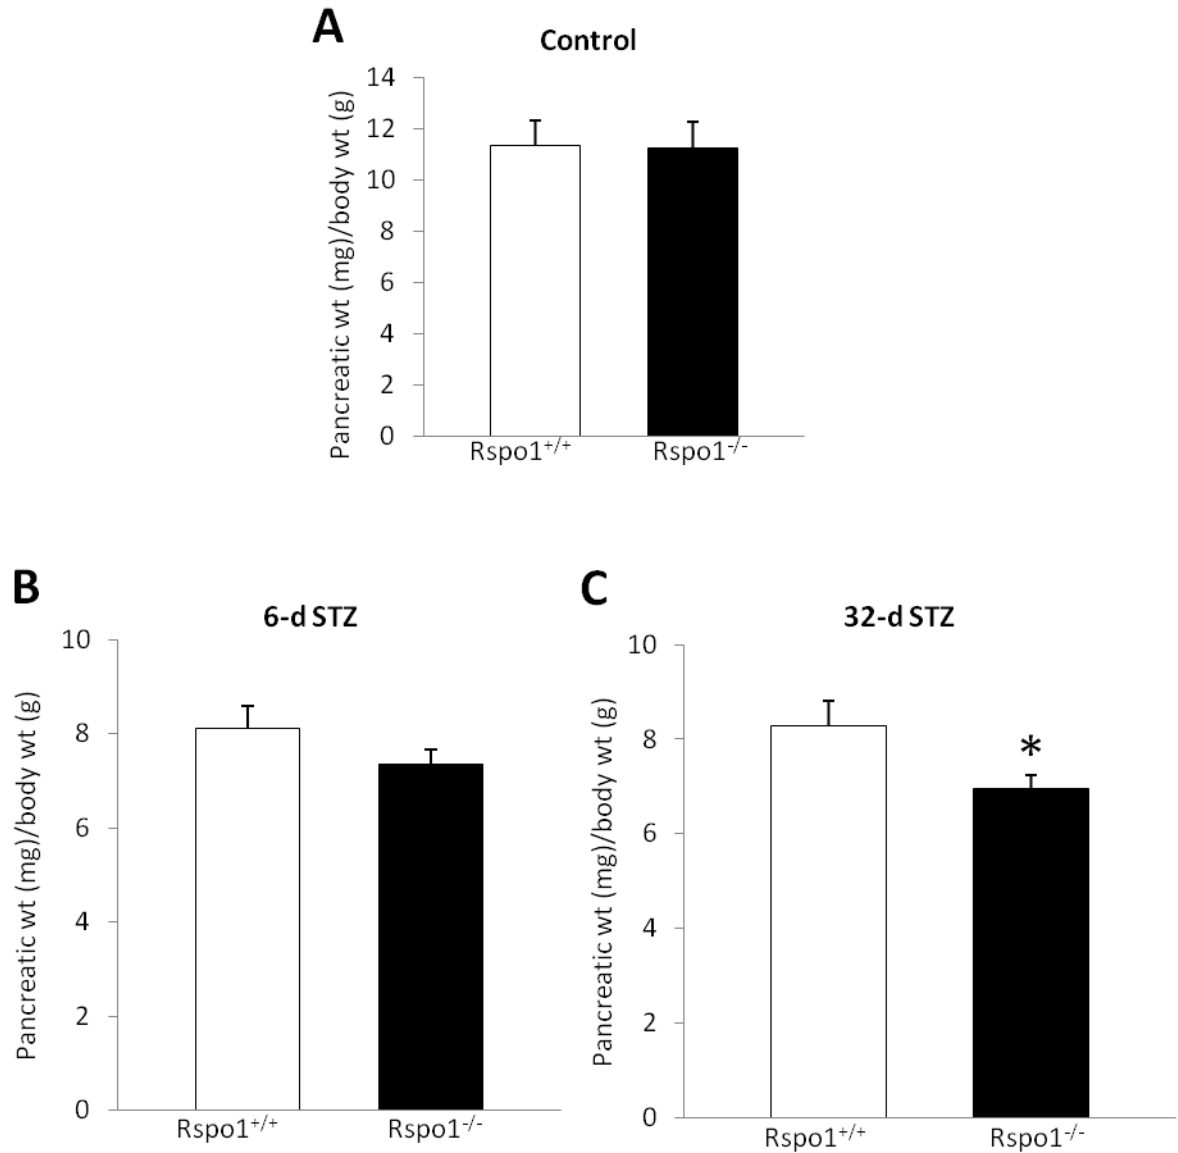 A
Control
Pancreatic wt (mg)/body wt (g)
14
12
10
8
6
4
2
0
Rspo1+/+ Rspo1-/-
B
6-d STZ
Pancreatic wt (mg)/body wt (g)
10
8
6
4
2
0
Rspo1+/+ Rspo1-/-
C
32-d STZ
Pancreatic wt (mg)/body wt (g)
10
8
6
4
2
0
*
Rspo1+/+ Rspo1-/-